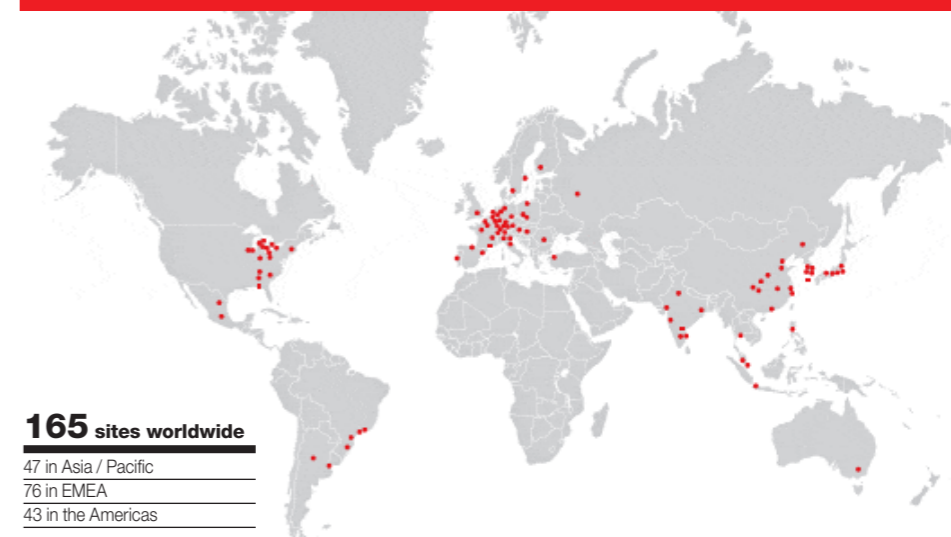 165 sites worldwide
47 in Asia / Pacific
76 in EMEA
43 in the Americas